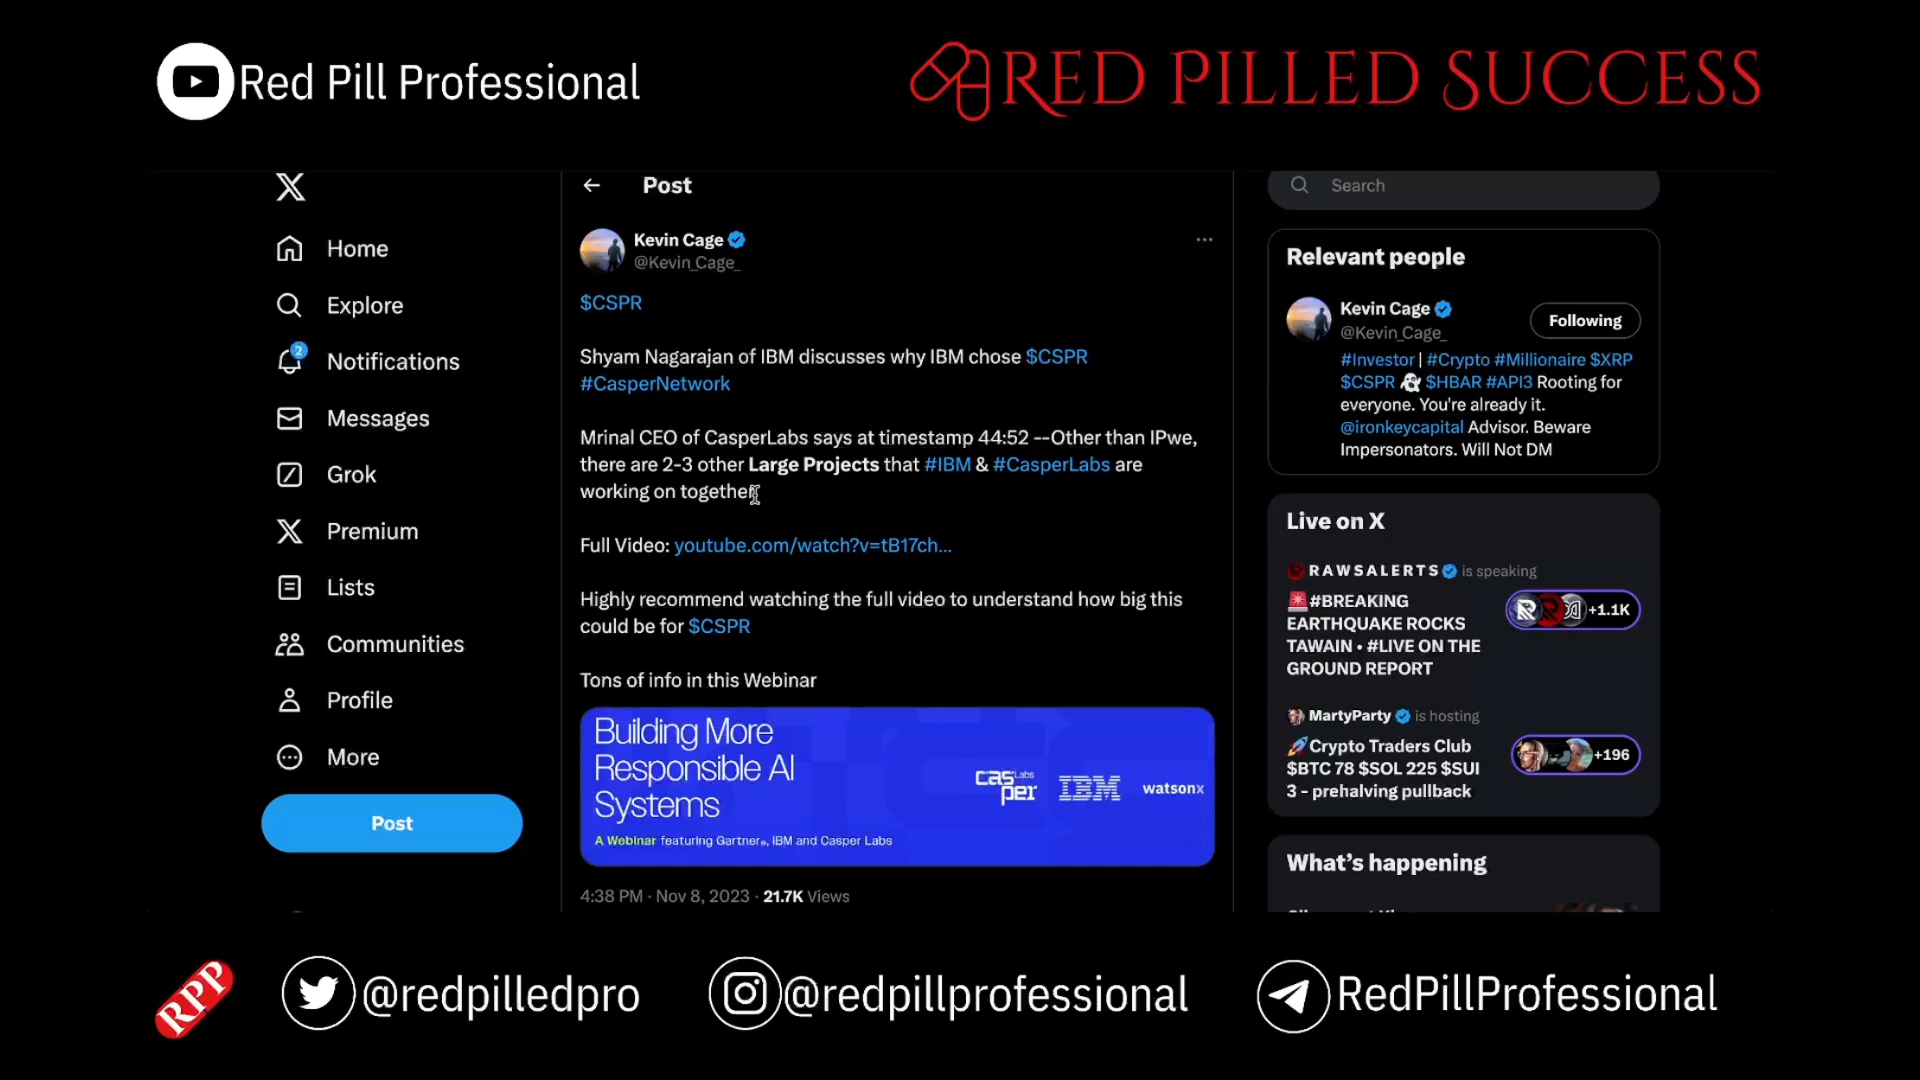 Red Pill Professional
RED PILLED SUCCESS
Home
Explore
2
Notifications
Messages
Grok
Premium
Lists
Communities
Profile
More
Post
Post
Kevin Cage
@Kevin_Cage_
$CSPR
Shyam Nagarajan of IBM discusses why IBM chose $CSPR
#CasperNetwork
Mrinal CEO of CasperLabs says at timestamp 44:52 --Other than IPwe,
there are 2-3 other Large Projects that #IBM & #CasperLabs are
working on together
Full Video: youtube.com/watch?v=tB17ch...
Highly recommend watching the full video to understand how big this
could be for $CSPR
Tons of info in this Webinar
Building More
Responsible AI
Systems
A Webinar featuring Gartner®, IBM and Casper Labs
casper Labs
IBM
watsonx
4:38 PM · Nov 8, 2023 · 21.7K Views
Search
Relevant people
Kevin Cage
@Kevin_Cage_
Following
#Investor | #Crypto #Millionaire $XRP
$CSPR $HBAR #API3 Rooting for
everyone. You're already it.
@ironkeycapital Advisor. Beware
Impersonators. Will Not DM
Live on X
RAWSALERTS is speaking
#BREAKING
EARTHQUAKE ROCKS
TAWAIN • #LIVE ON THE
GROUND REPORT
+1.1K
MartyParty is hosting
Crypto Traders Club
$BTC 78 $SOL 225 $SUI
3 - prehalving pullback
+196
What's happening
RPP
@redpilledpro
@redpillprofessional
RedPillProfessional